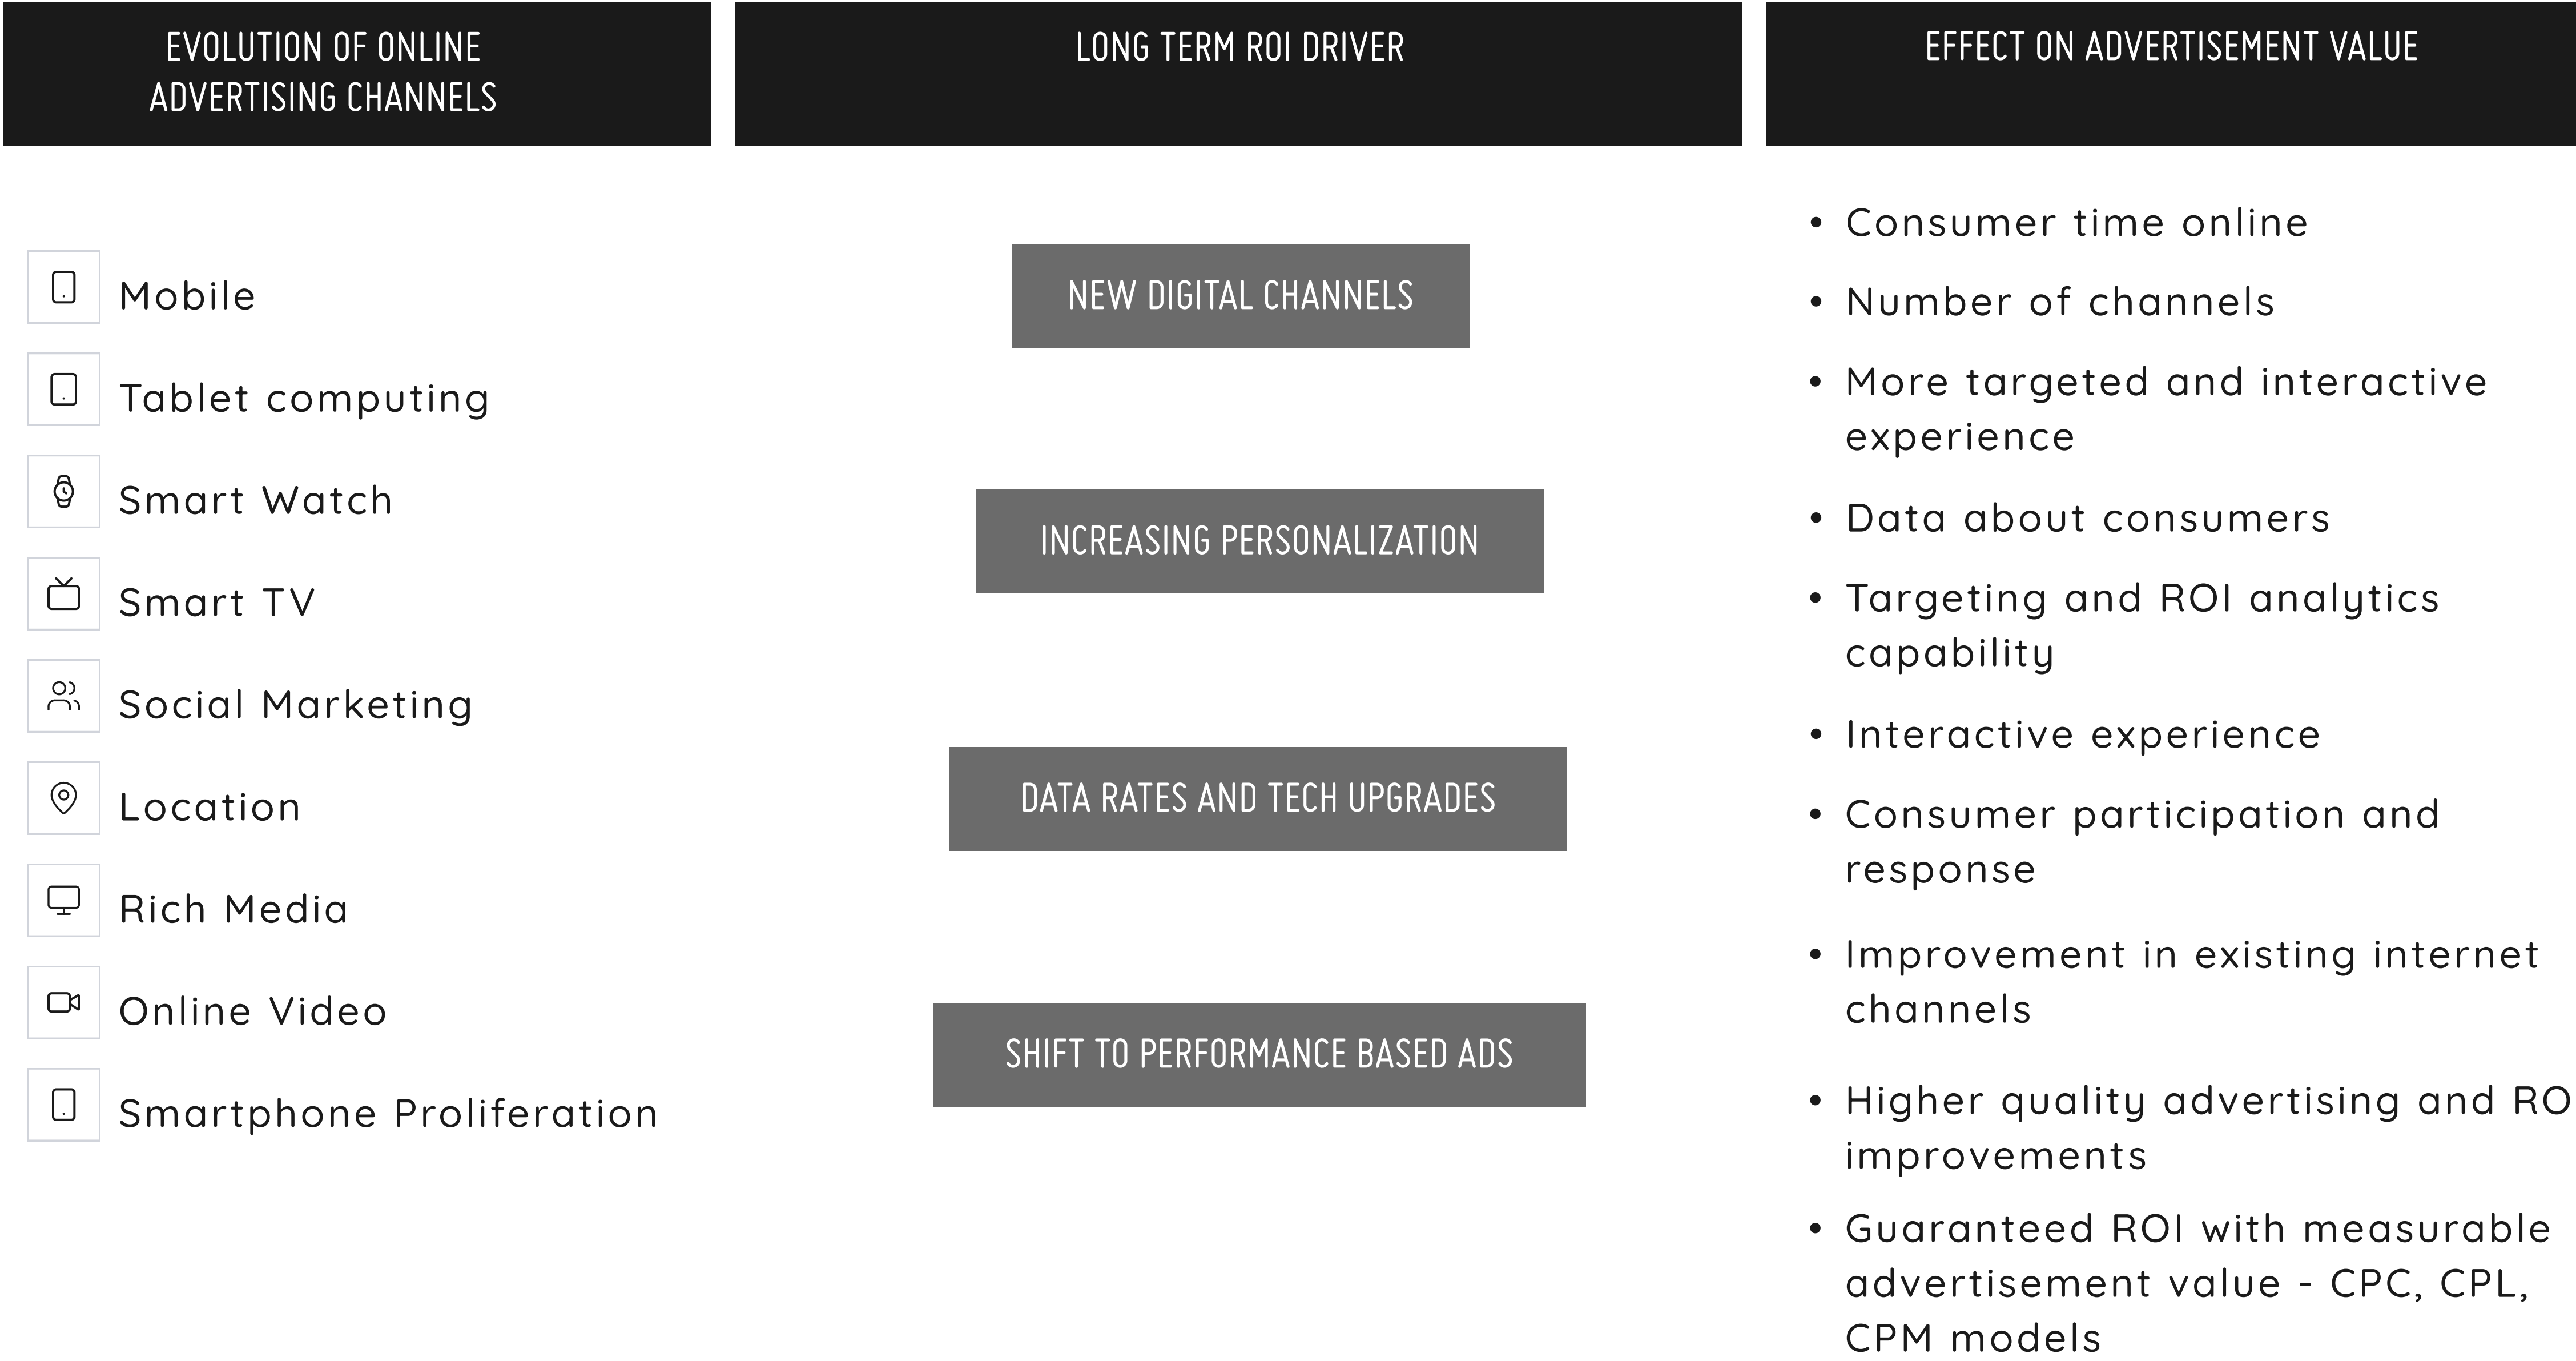 EVOLUTION OF ONLINE
ADVERTISING CHANNELS
Mobile
Tablet computing
Smart Watch
Smart TV
Social Marketing
Location
Rich Media
Online Video
Smartphone Proliferation
LONG TERM ROI DRIVER
NEW DIGITAL CHANNELS
INCREASING PERSONALIZATION
DATA RATES AND TECH UPGRADES
SHIFT TO PERFORMANCE BASED ADS
EFFECT ON ADVERTISEMENT VALUE
• Consumer time online
• Number of channels
• More targeted and interactive
experience
• Data about consumers
• Targeting and ROI analytics
capability
• Interactive experience
• Consumer participation and
response
• Improvement in existing internet
channels
• Higher quality advertising and RO
improvements
• Guaranteed ROI with measurable
advertisement value - CPC, CPL,
CPM models